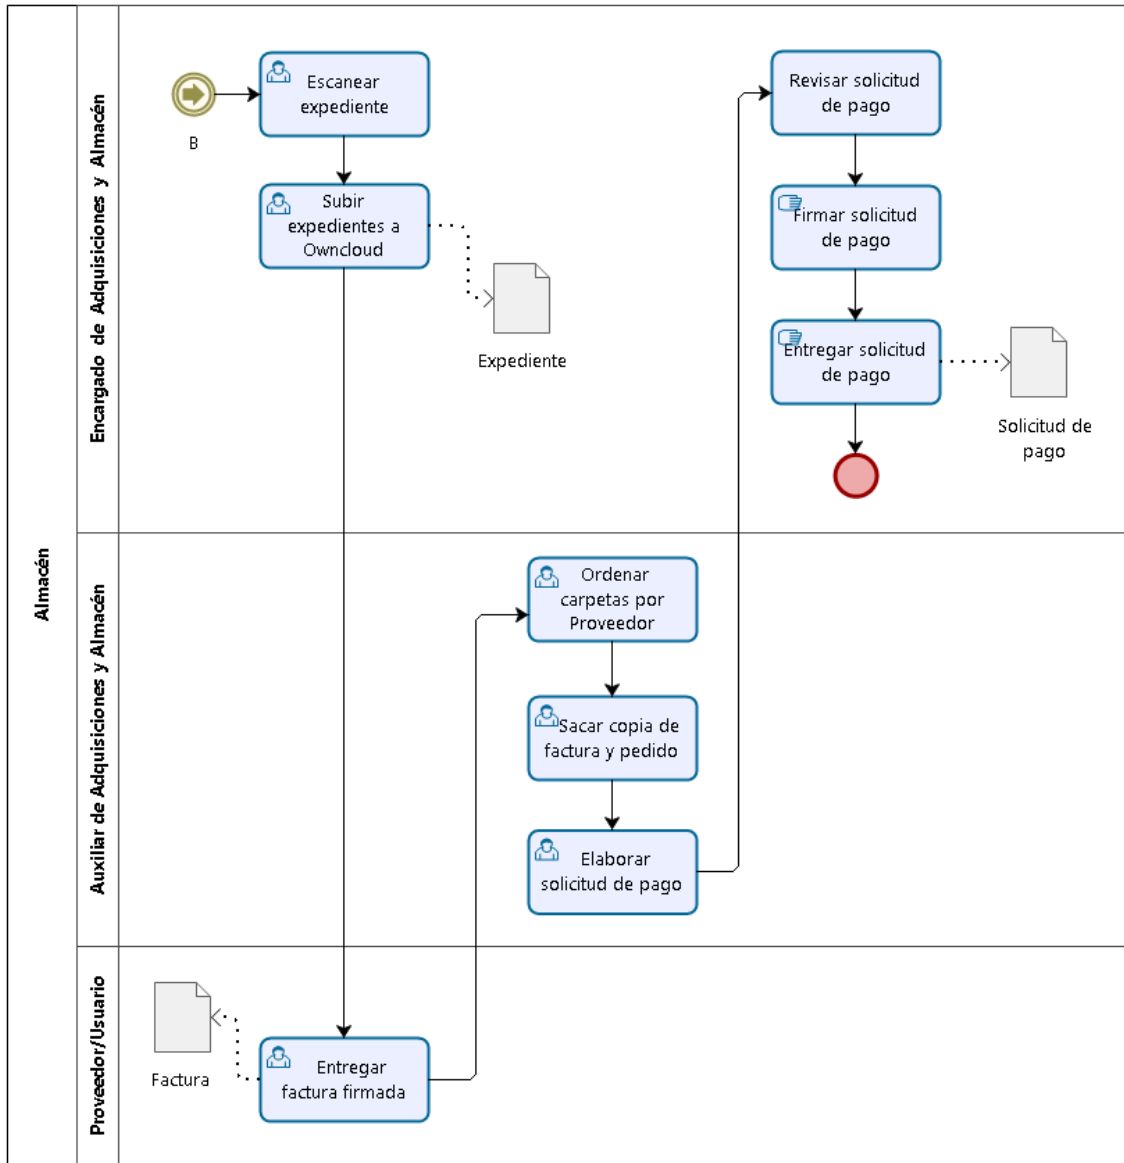 Almacén
Encargado de Adquisiciones y Almacén
B
Escanear
expediente
Subir
expedientes a
Owncloud
Expediente
Revisar solicitud
de pago
Firmar solicitud
de pago
Entregar solicitud
de pago
Solicitud de
pago
Auxiliar de Adquisiciones y Almacén
Ordenar
carpetas por
Proveedor
Sacar copia de
factura y pedido
Elaborar
solicitud de pago
Proveedor/Usuario
Factura
Entregar
factura firmada